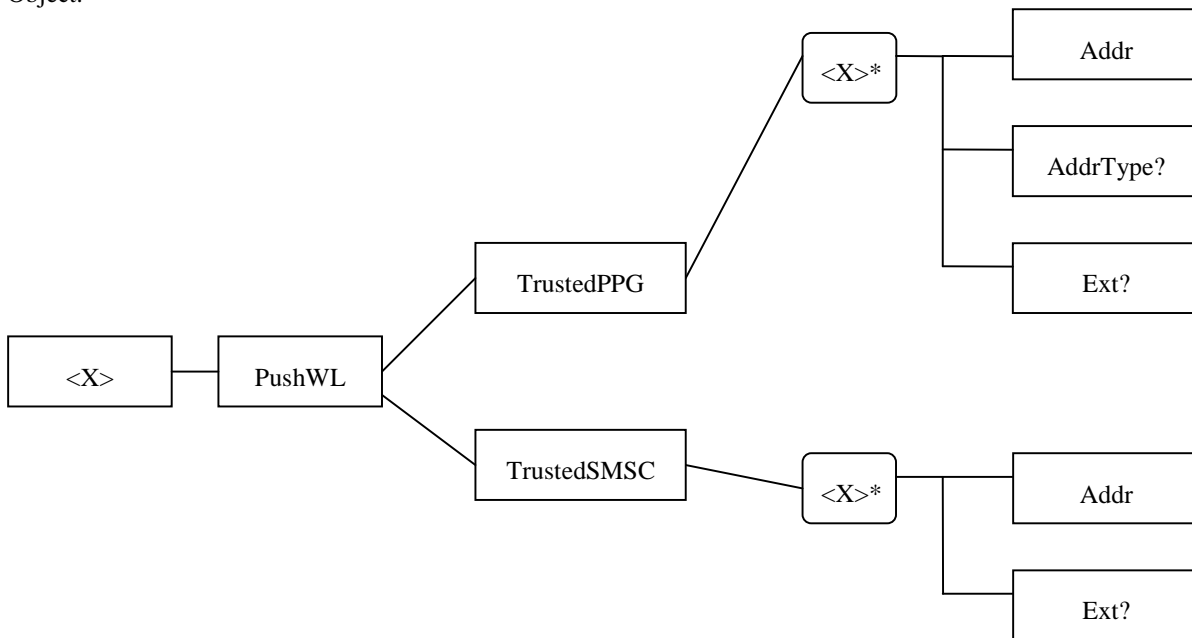 Object.
<X>*
Addr
AddrType?
Ext?
TrustedPPG
<X>
PushWL
TrustedSMSC
<X>*
Addr
Ext?